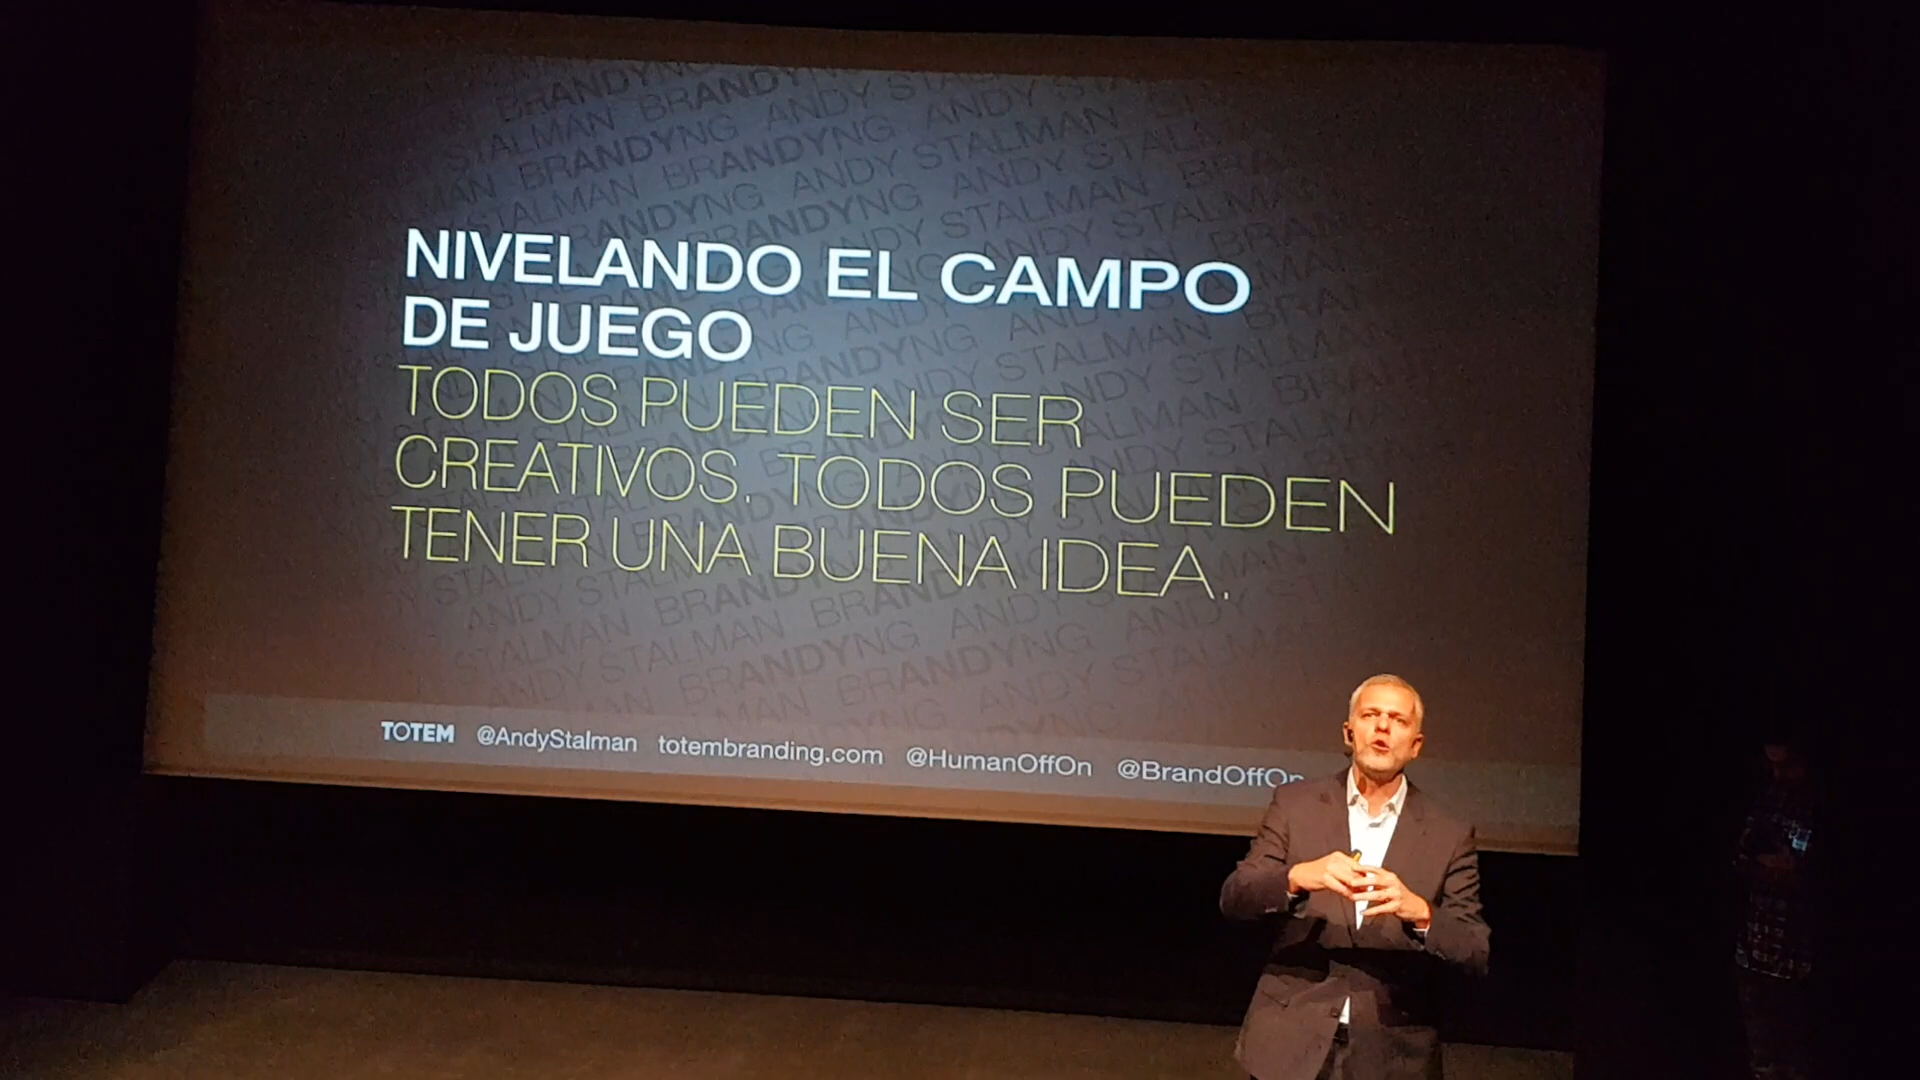 NIVELANDO EL CAMPO
DE JUEGO
TODOS PUEDEN SER
CREATIVOS. TODOS PUEDEN
TENER UNA BUENA IDEA.
TOTEM @AndyStalman totembranding.com @HumanOffOn @BrandOffOn